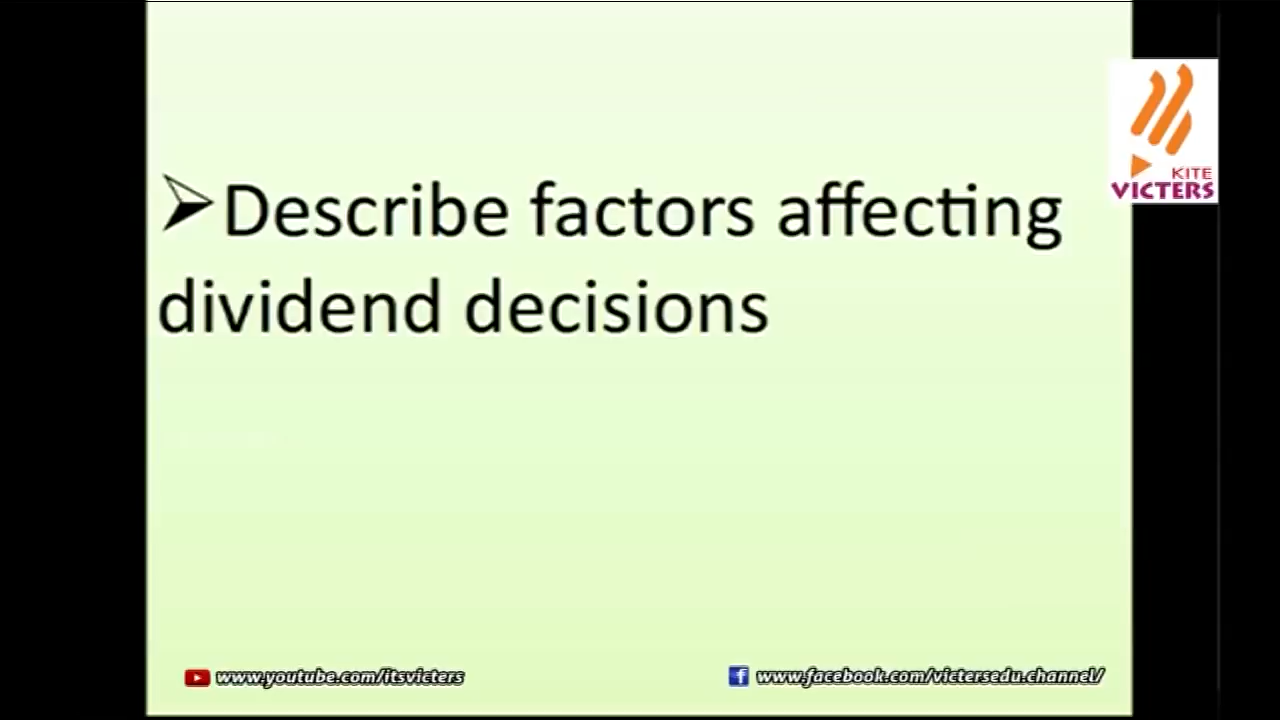 ➢Describe factors affecting
dividend decisions
KITE
VICTERS
www.youtube.com/itsvicters
www.facebook.com/victersedu.channel/